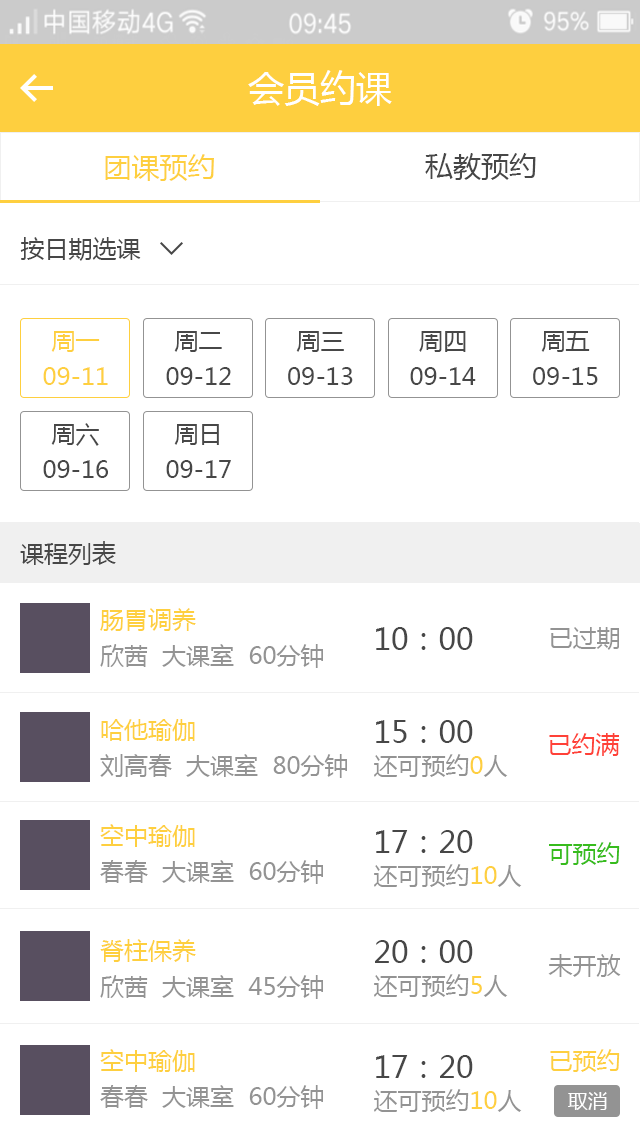 中国移动4G 09:45 95%
会员约课
团课预约 私教预约
按日期选课
周一 周二 周三 周四 周五
09-11 09-12 09-13 09-14 09-15
周六 周日
09-16 09-17
课程列表
肠胃调养
欣茜 大课室 60分钟
10：00
已过期
哈他瑜伽
刘高春 大课室 80分钟
15：00
还可预约0人
已约满
空中瑜伽
春春 大课室 60分钟
17：20
还可预约10人
可预约
脊柱保养
欣茜 大课室 45分钟
20：00
还可预约5人
未开放
空中瑜伽
春春 大课室 60分钟
17：20
还可预约10人
已预约
取消